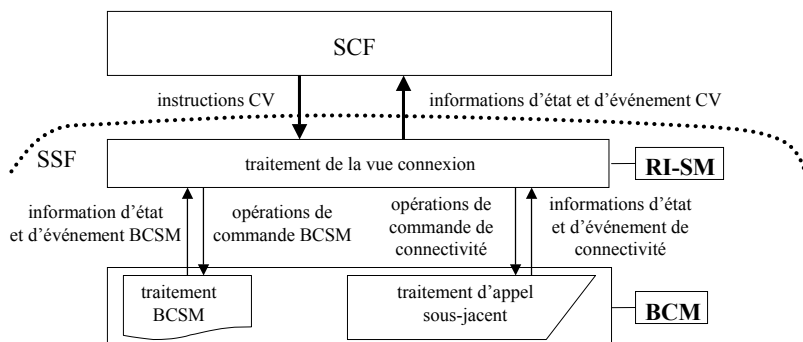 SCF
instructions CV
informations d'état et d'événement CV
SSF
traitement de la vue connexion
RI-SM
information d'état
et d'événement BCSM
opérations de
commande BCSM
opérations de
commande de
connectivité
informations d'état
et d'événement de
connectivité
traitement
BCSM
traitement d'appel
sous-jacent
BCM